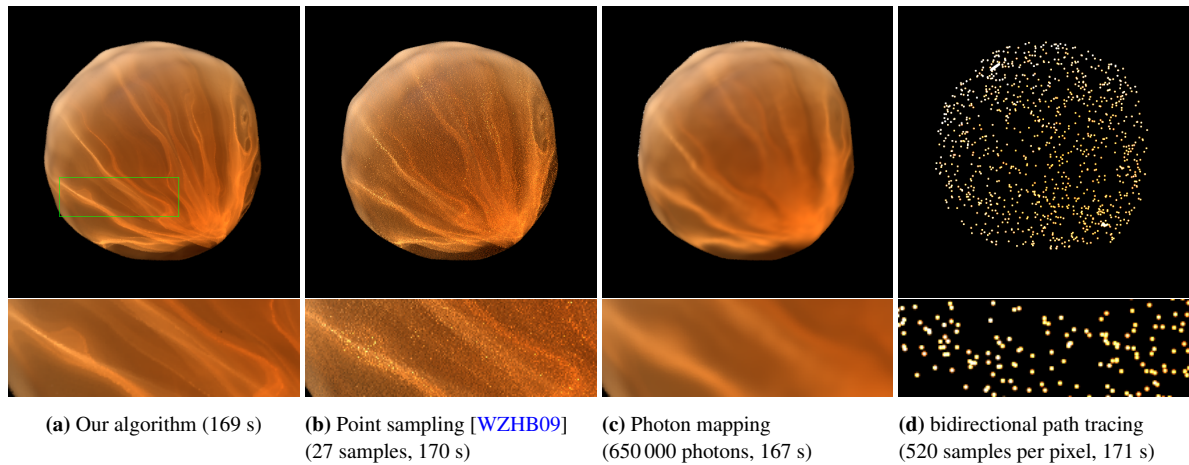 (a) Our algorithm (169 s)
(b) Point sampling [WZHB09]
(27 samples, 170 s)
(c) Photon mapping
(650 000 photons, 167 s)
(d) bidirectional path tracing
(520 samples per pixel, 171 s)